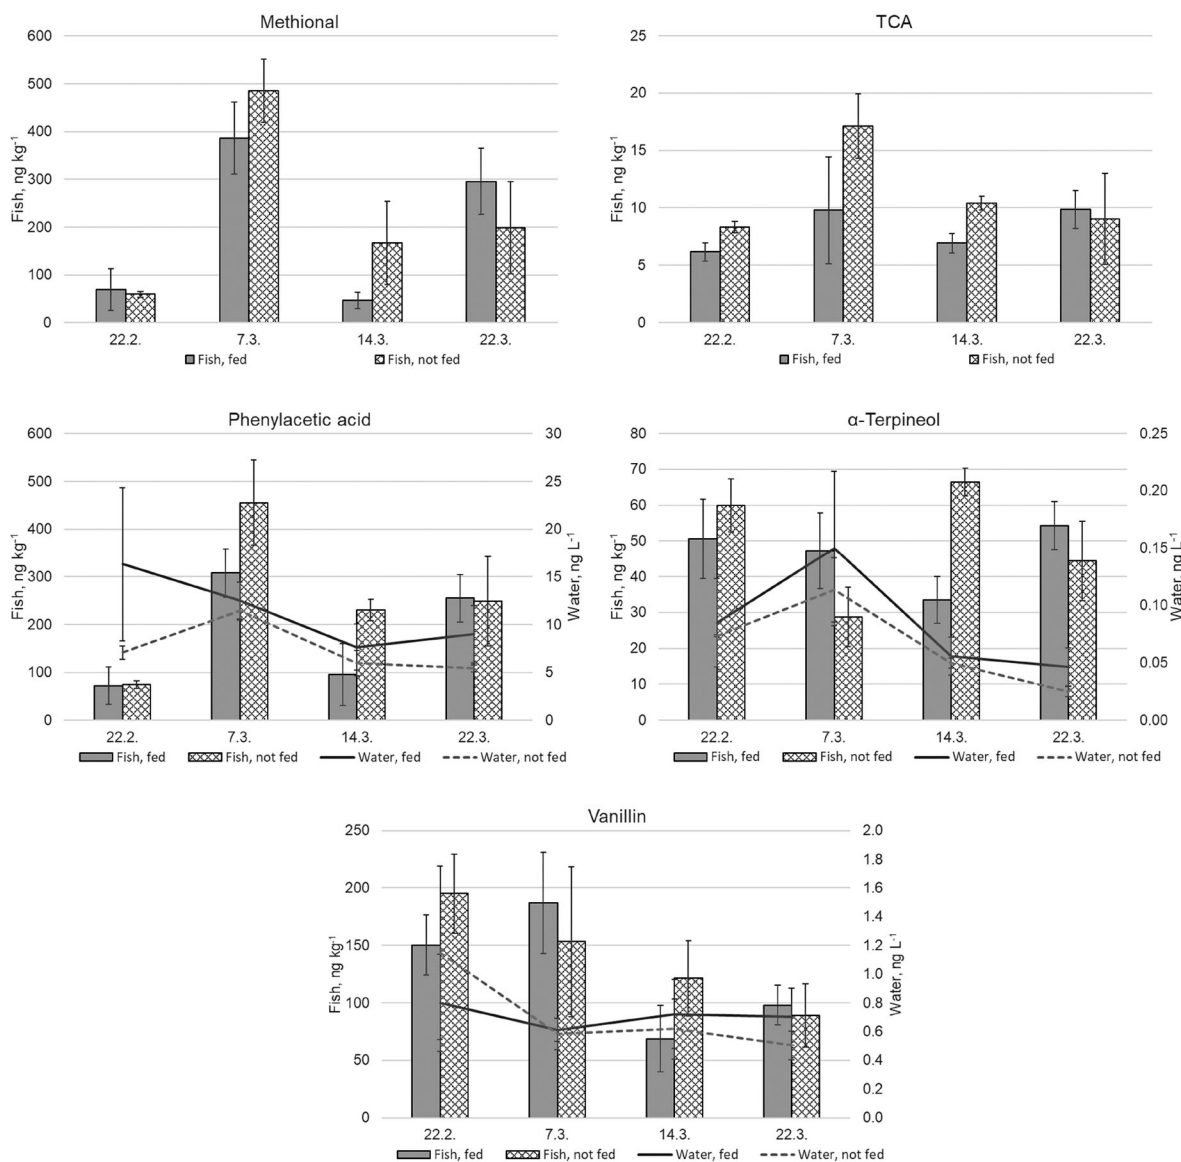 Methional
600
500
400
300
200
100
0
Fish, ng kg⁻¹
22.2. 7.3. 14.3. 22.3.
Fish, fed Fish, not fed
TCA
25
20
15
10
5
0
Fish, ng kg⁻¹
22.2. 7.3. 14.3. 22.3.
Fish, fed Fish, not fed
Phenylacetic acid
600 30
500 25
400 20
300 15
200 10
100 5
0 0
Fish, ng kg⁻¹
Water, ng L⁻¹
22.2. 7.3. 14.3. 22.3.
Fish, fed Fish, not fed Water, fed Water, not fed
α-Terpineol
80 0.25
70
60 0.20
50 0.15
40
30 0.10
20 0.05
10
0 0.00
Fish, ng kg⁻¹
Water, ng L⁻¹
22.2. 7.3. 14.3. 22.3.
Fish, fed Fish, not fed Water, fed Water, not fed
Vanillin
250 2.0
1.8
200 1.6
1.4
150 1.2
1.0
100 0.8
0.6
50 0.4
0.2
0 0.0
Fish, ng kg⁻¹
Water, ng L⁻¹
22.2. 7.3. 14.3. 22.3.
Fish, fed Fish, not fed Water, fed Water, not fed